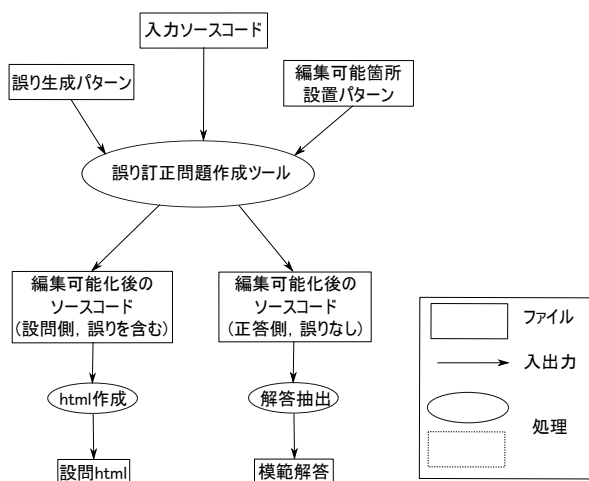 入力ソースコード
誤り生成パターン
編集可能箇所
設置パターン
誤り訂正問題作成ツール
編集可能化後の
ソースコード
(設問側, 誤りを含む)
編集可能化後の
ソースコード
(正答側, 誤りなし)
html作成
解答抽出
設問html
模範解答
ファイル
入出力
処理